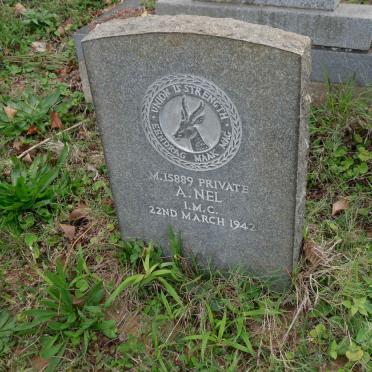 UNION IS STRENGTH
EENDRAG MAAK MAG
M.15889 PRIVATE
A. NEL
I.M.C.
22ND MARCH 1942